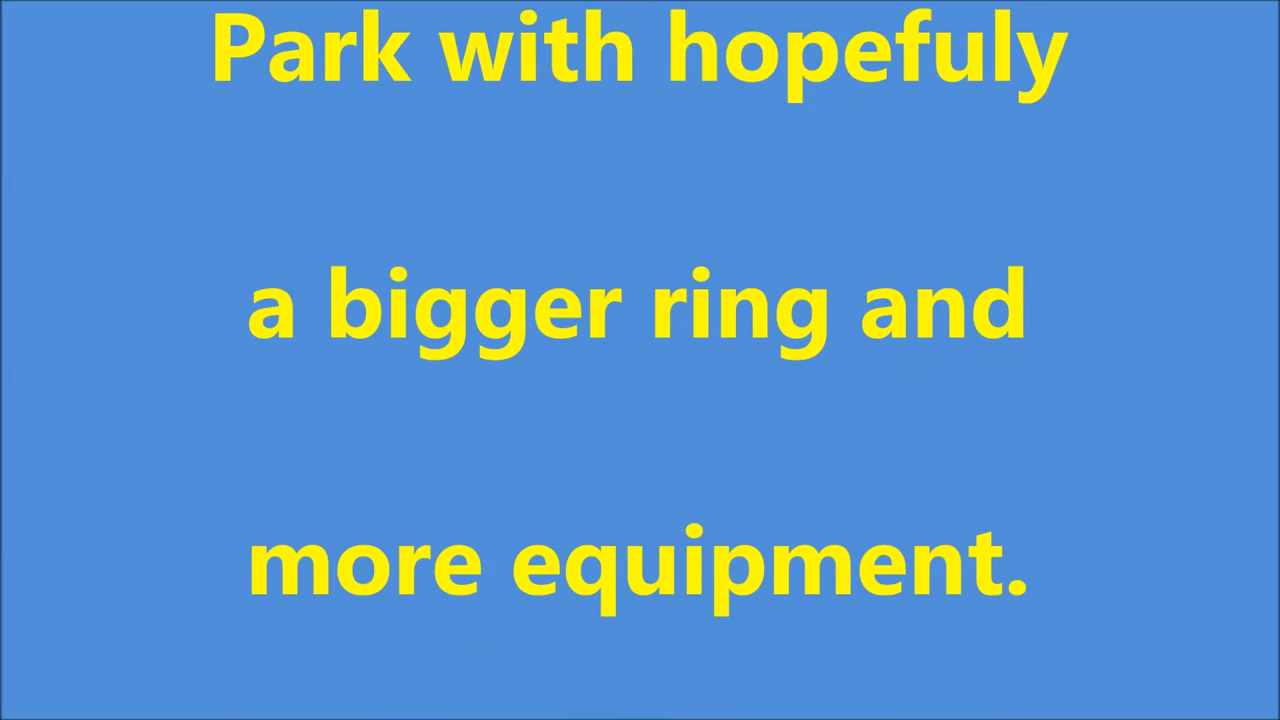 Park with hopefuly
a bigger ring and
more equipment.